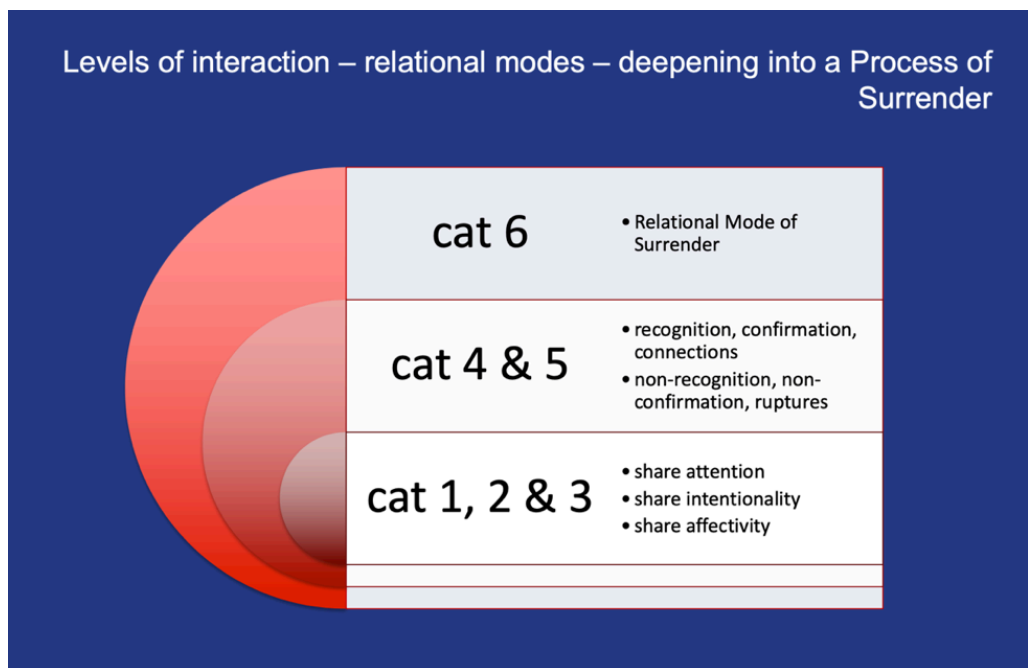 Levels of interaction – relational modes – deepening into a Process of
Surrender
cat 6
• Relational Mode of
Surrender
cat 4 & 5
• recognition, confirmation,
connections
• non-recognition, non-
confirmation, ruptures
cat 1, 2 & 3
• share attention
• share intentionality
• share affectivity